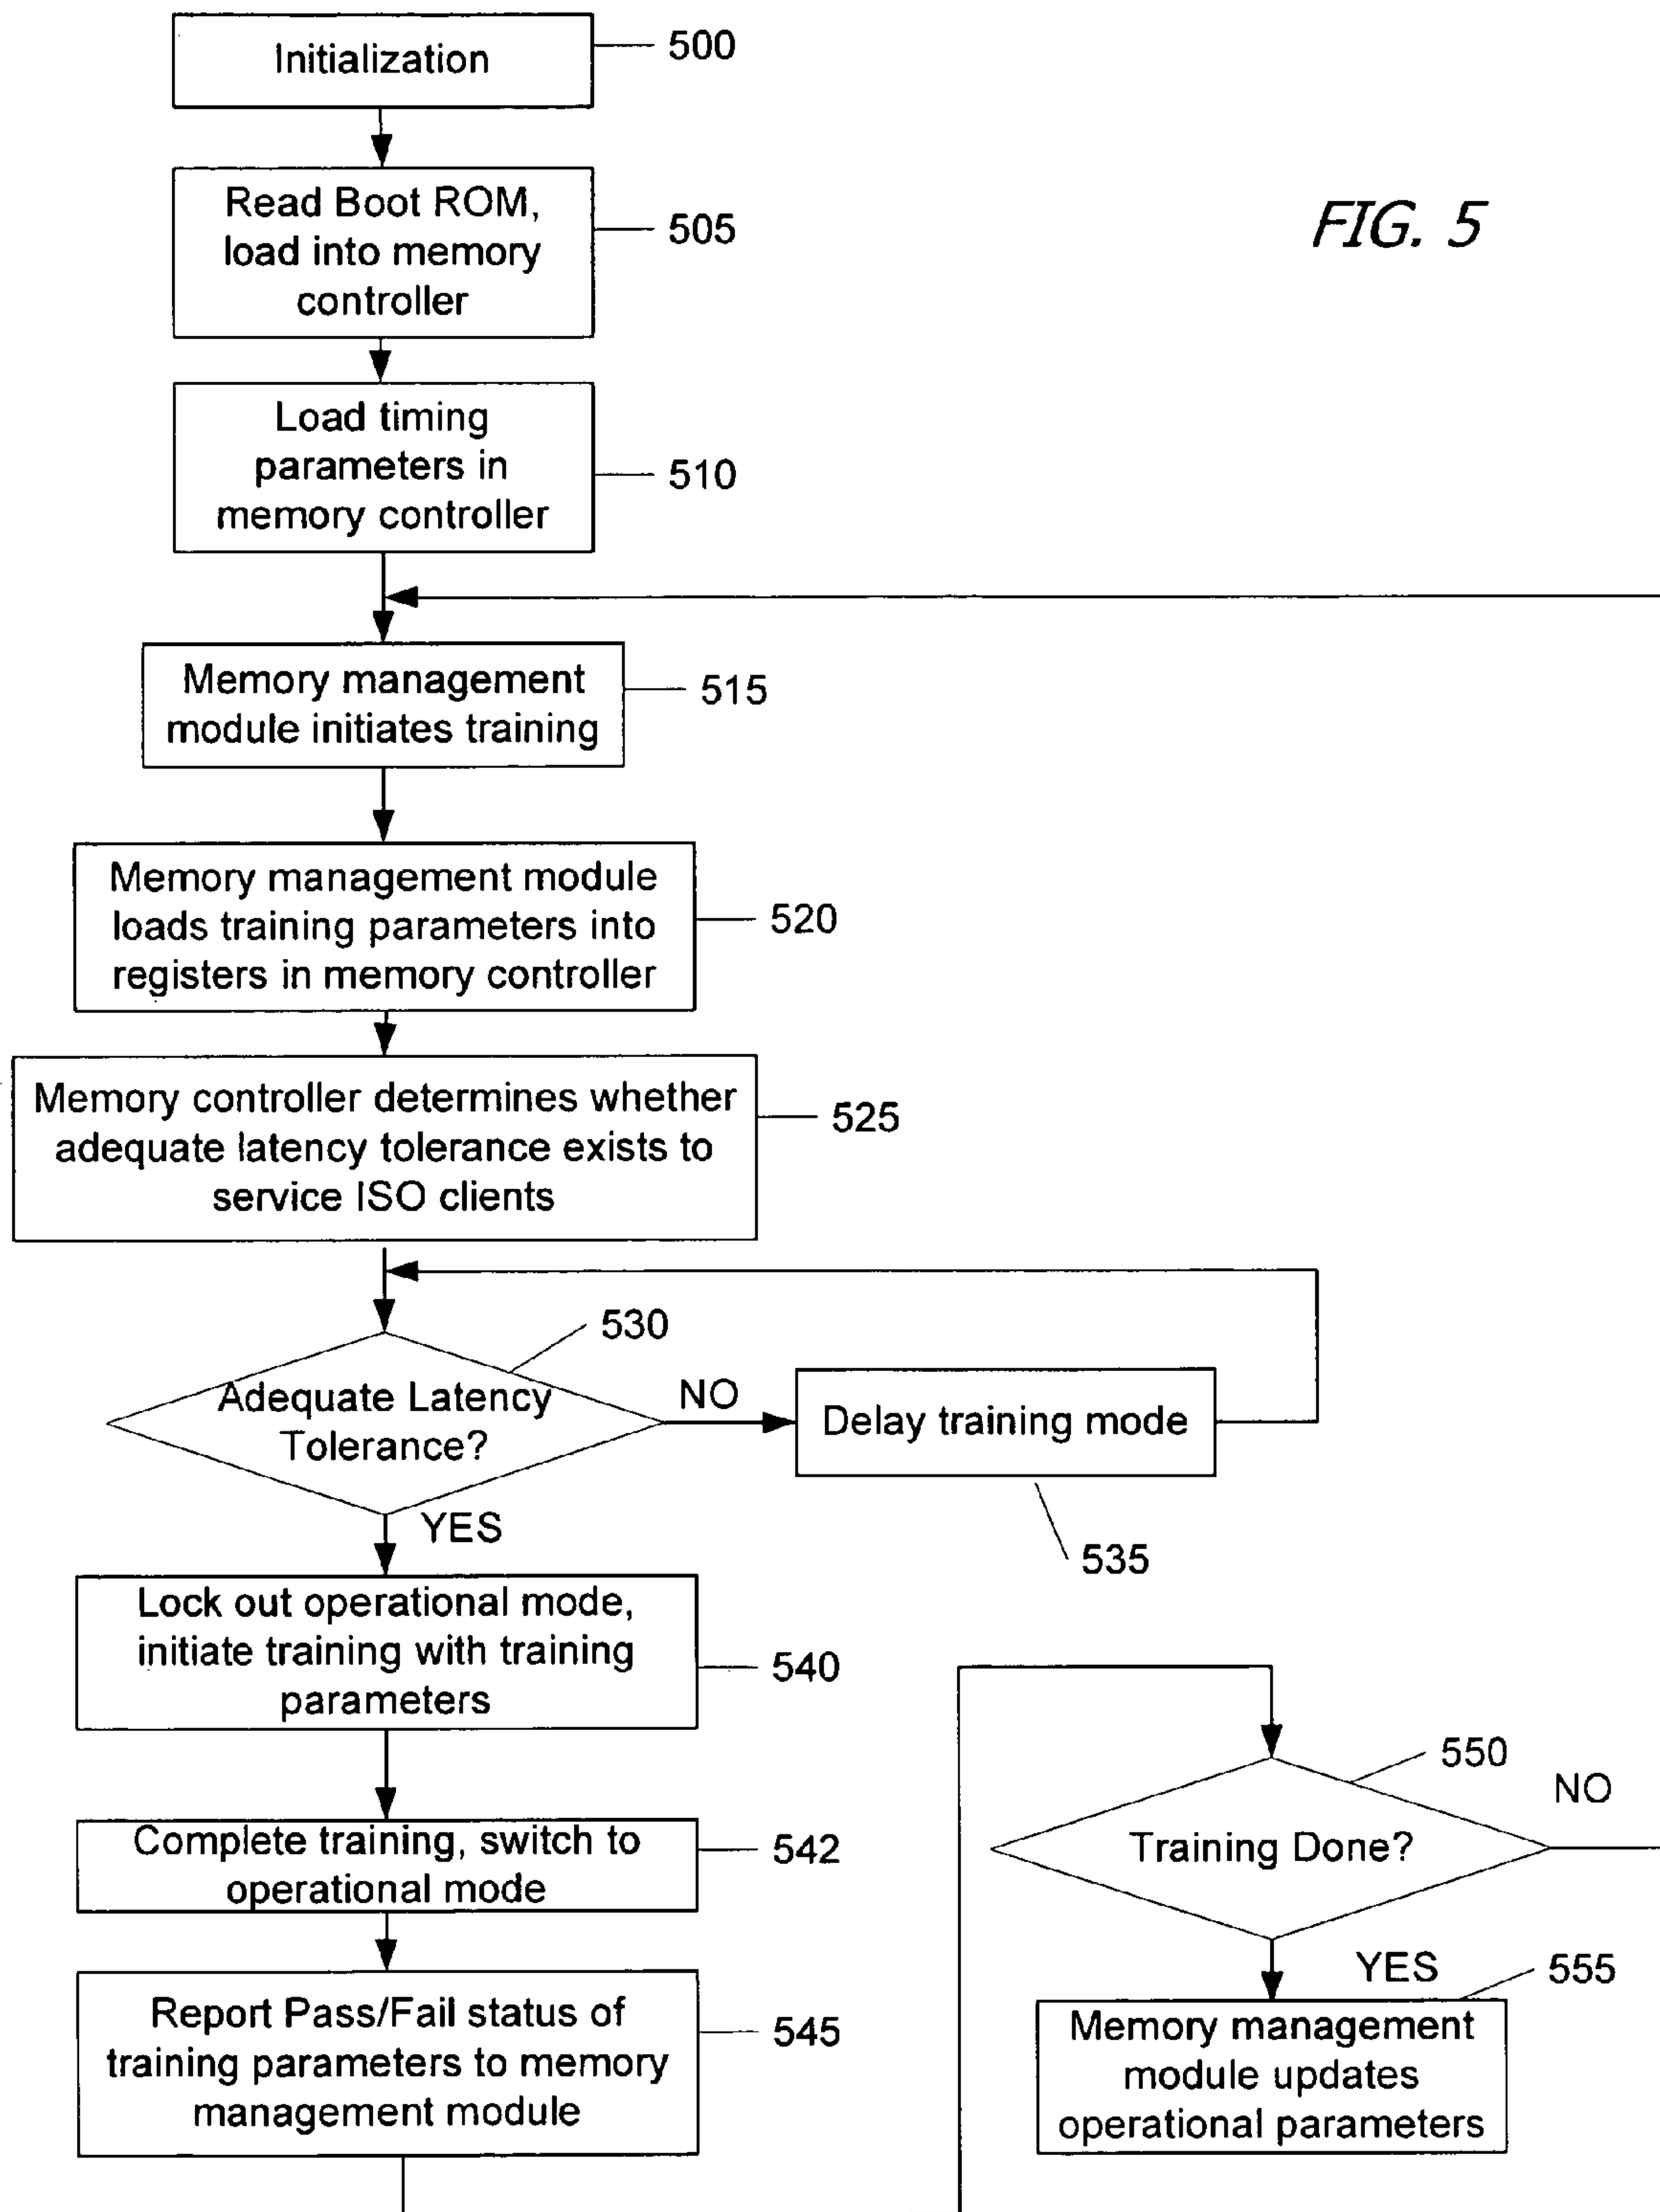 Initialization
500
Read Boot ROM,
load into memory
controller
505
FIG. 5
Load timing
parameters in
memory controller
510
Memory management
module initiates training
515
Memory management module
loads training parameters into
registers in memory controller
520
Memory controller determines whether
adequate latency tolerance exists to
service ISO clients
525
530
Adequate Latency
Tolerance?
NO
Delay training mode
535
YES
Lock out operational mode,
initiate training with training
parameters
540
Complete training, switch to
operational mode
542
Report Pass/Fail status of
training parameters to memory
management module
545
550
NO
Training Done?
YES
555
Memory management
module updates
operational parameters